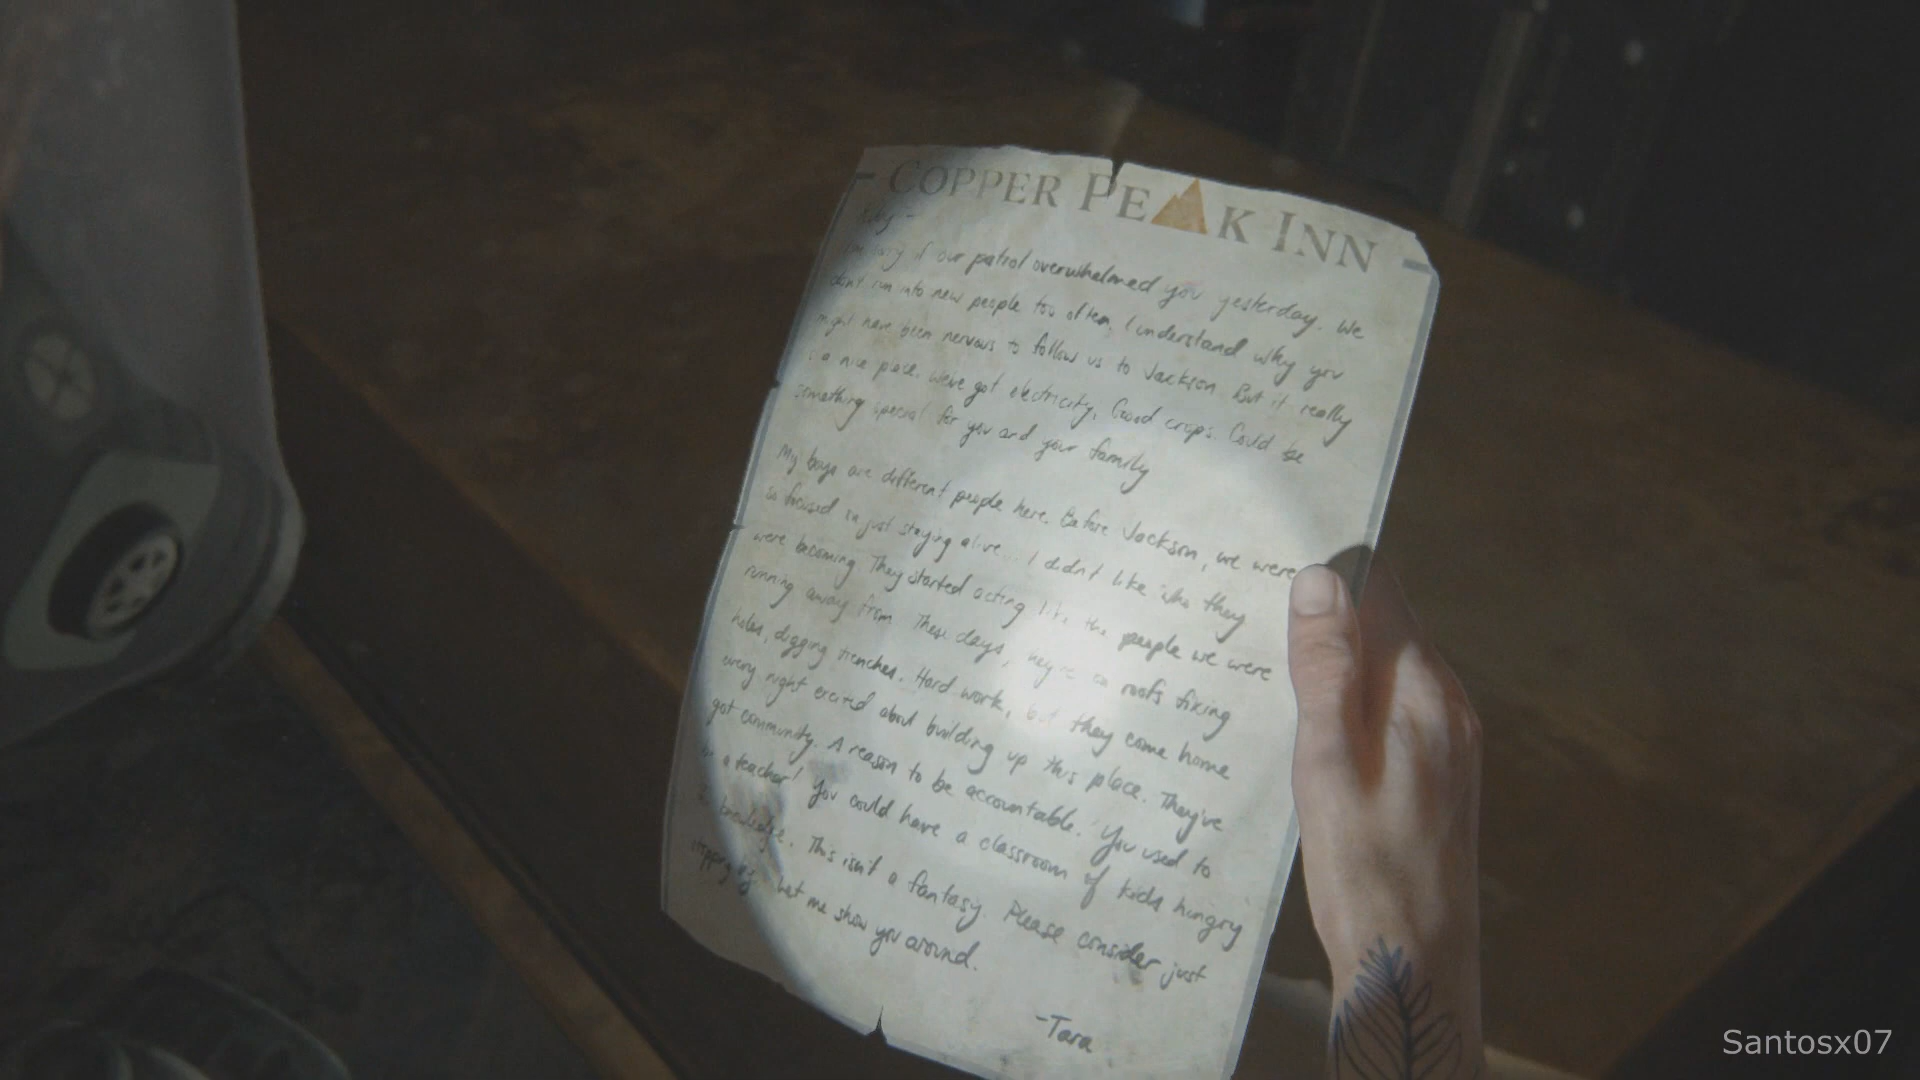 - COPPER PEAK INN -
I'm sorry if our patrol overwhelmed you yesterday. We
don't run into new people too often. I understand why you
might have been nervous to follow us to Jackson. But it really
a nice place. We've got electricity. Good crops. Could be
something special for you and your family
My boys are different people here. Before Jackson, we were
so focused on just staying alive... I didn't like who they
were becoming. They started acting like the people we were
running away from. These days, they're on roofs fixing
holes, digging trenches. Hard work, but they come home
every night excited about building up this place. They've
got community. A reason to be accountable. You used to
be a teacher! You could have a classroom of kids hungry
knowledge. This isn't a fantasy. Please consider just
stopping by. Let me show you around.
-Tara
Santosx07